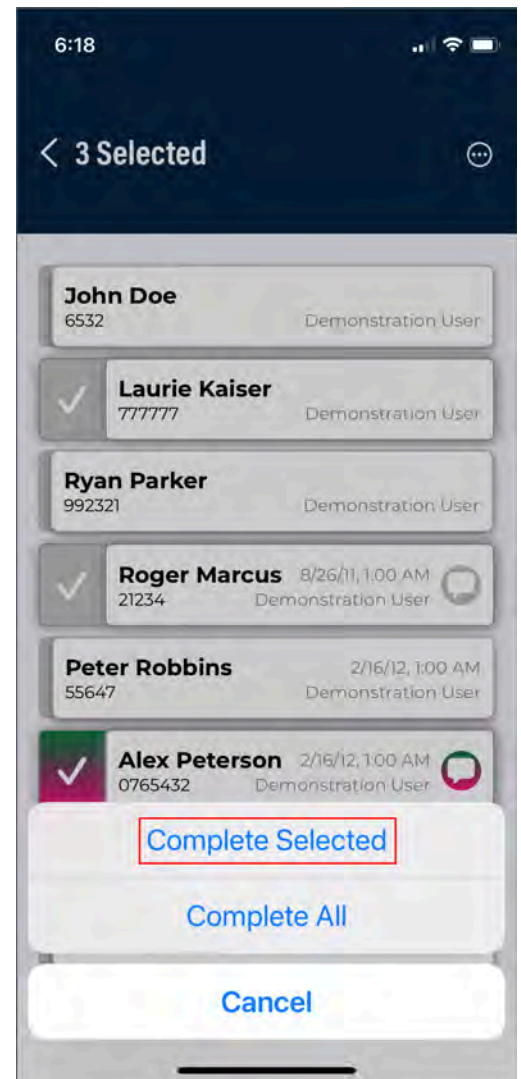 6:18
3 Selected
John Doe
6532 Demonstration User
Laurie Kaiser
777777 Demonstration User
Ryan Parker
992321 Demonstration User
Roger Marcus 8/26/11, 1:00 AM
21234 Demonstration User
Peter Robbins 2/16/12, 1:00 AM
55647 Demonstration User
Alex Peterson 2/16/12, 1:00 AM
0765432 Demonstration User
Complete Selected
Complete All
Cancel